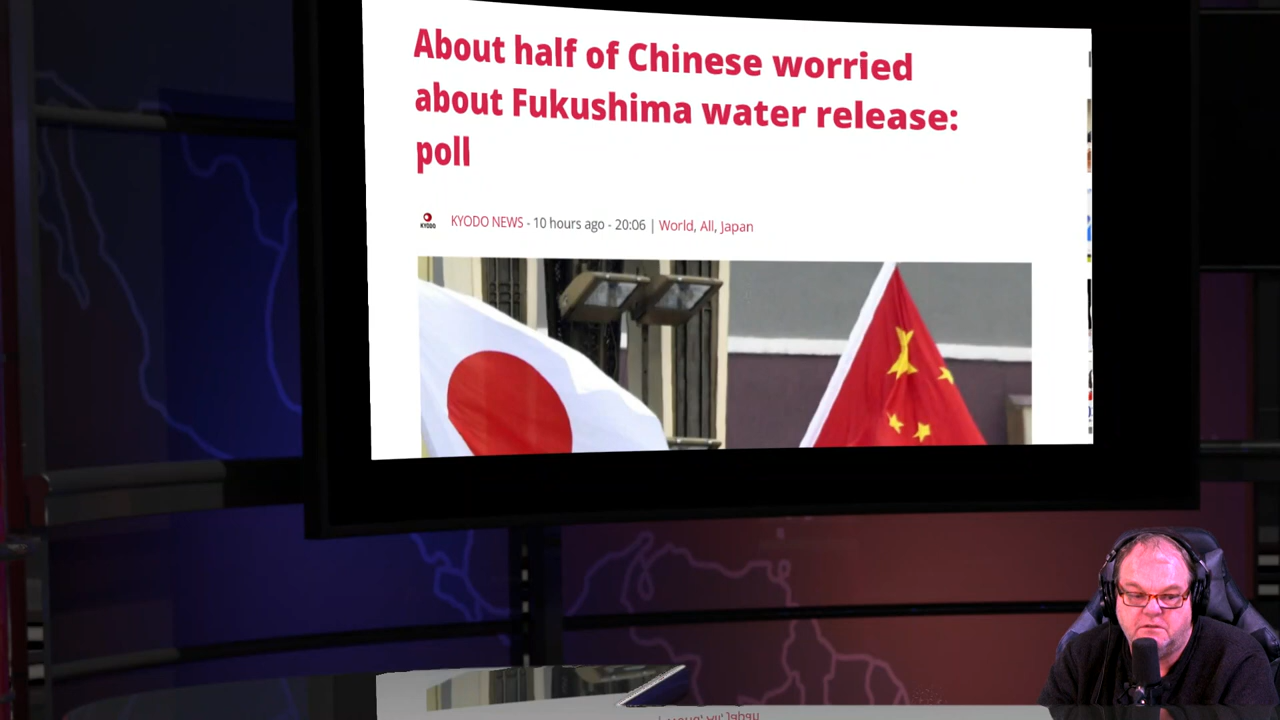 About half of Chinese worried
about Fukushima water release:
poll
KYODO KYODO NEWS - 10 hours ago - 20:06 | World, All, Japan